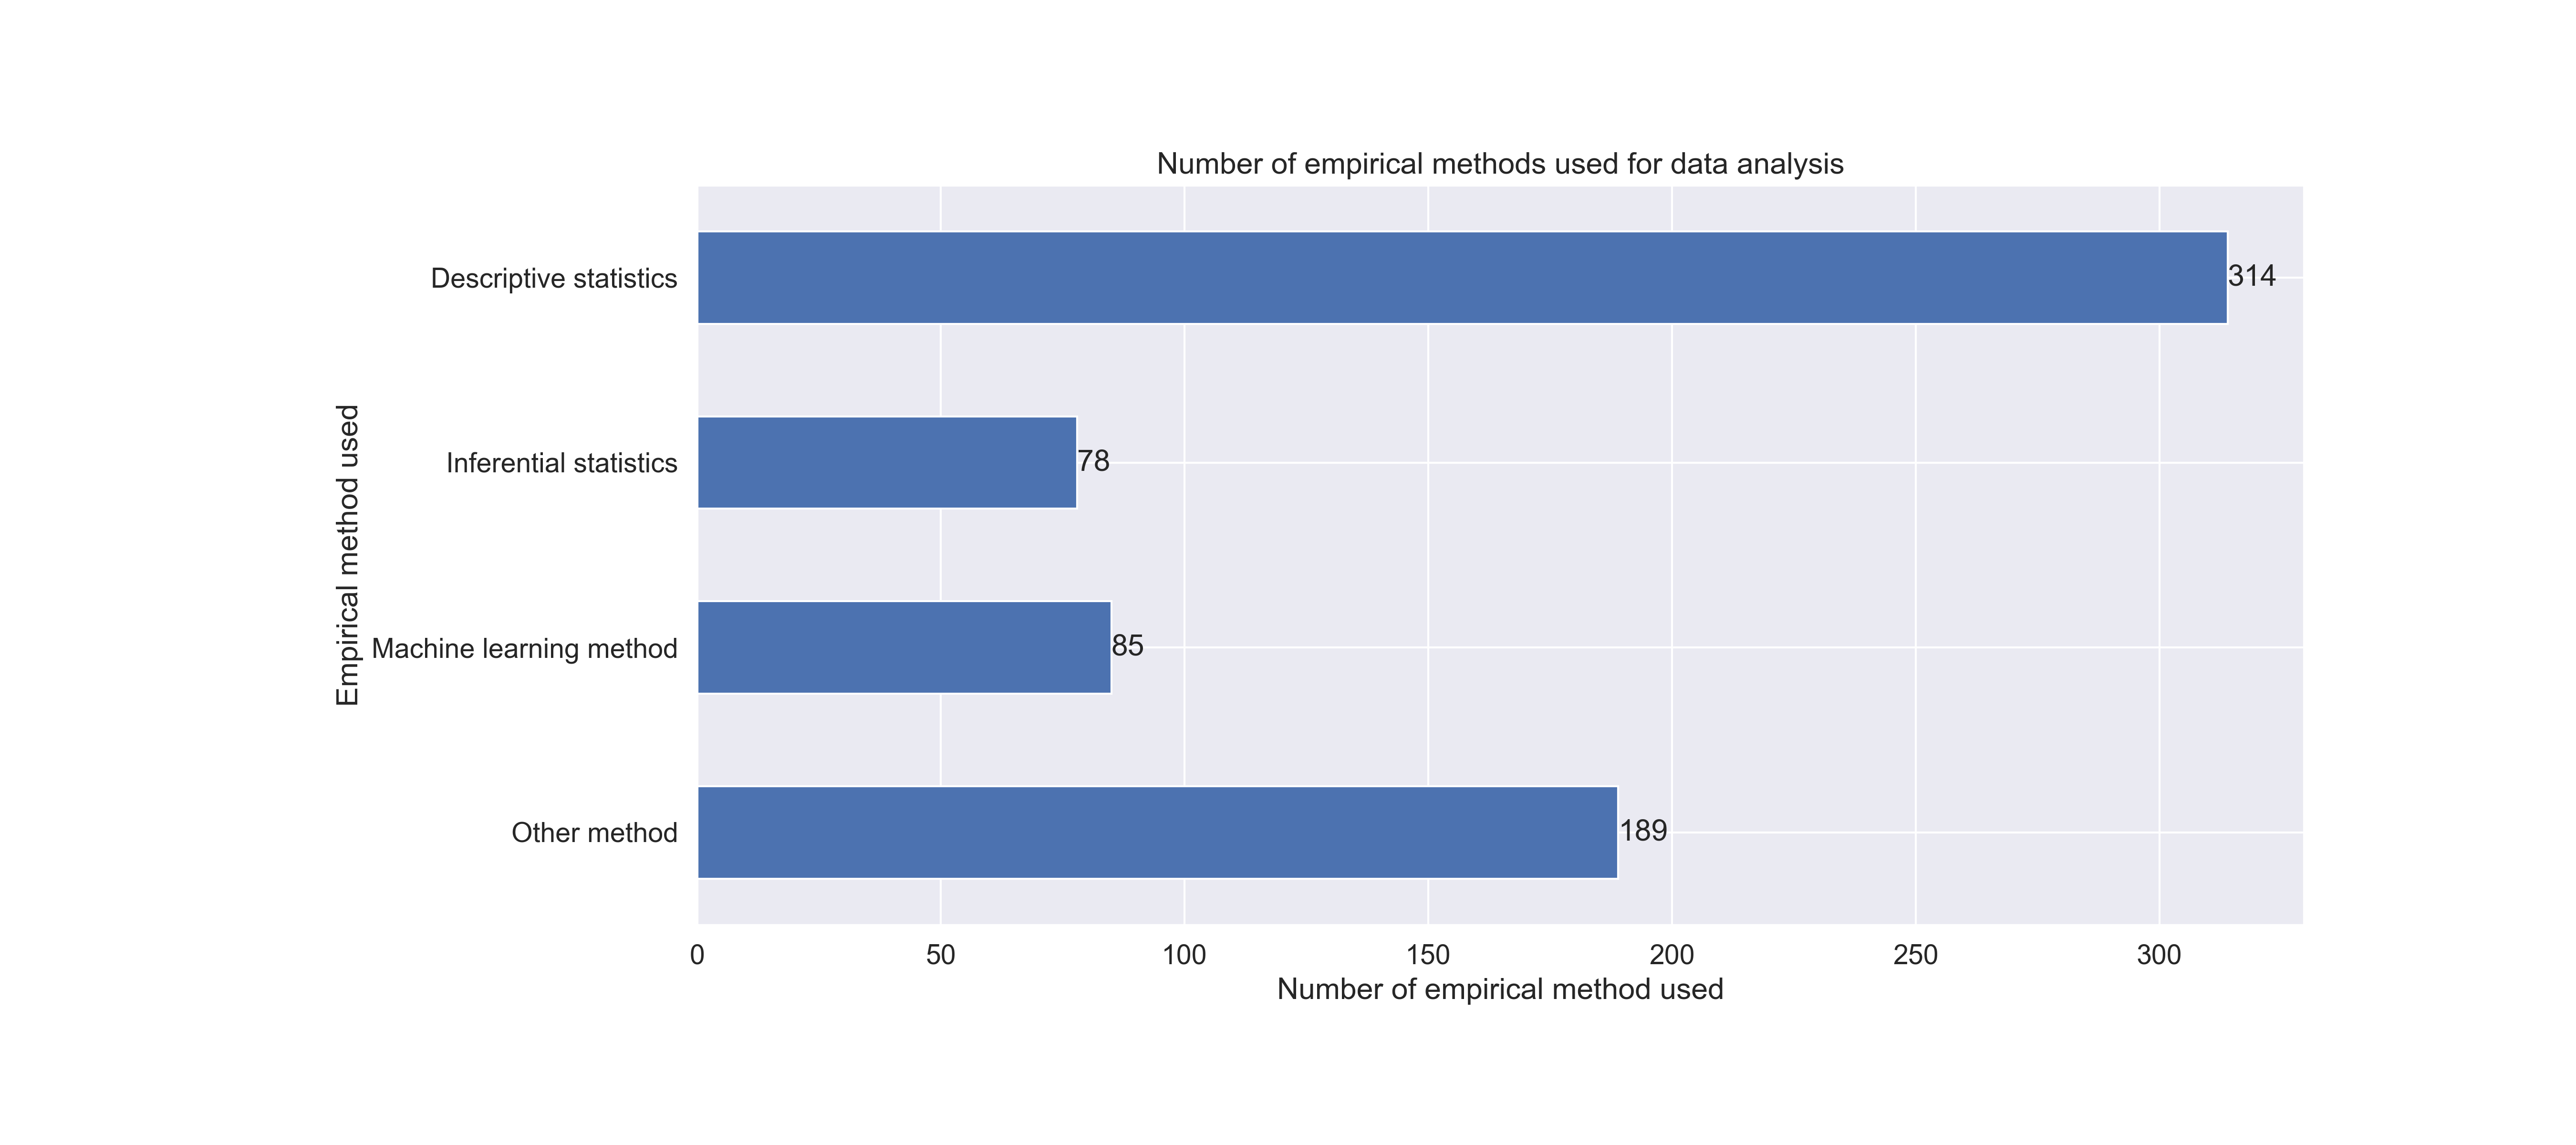 Number of empirical methods used for data analysis
Empirical method used
Descriptive statistics
314
Inferential statistics
78
Machine learning method
85
Other method
189
0 50 100 150 200 250 300
Number of empirical method used